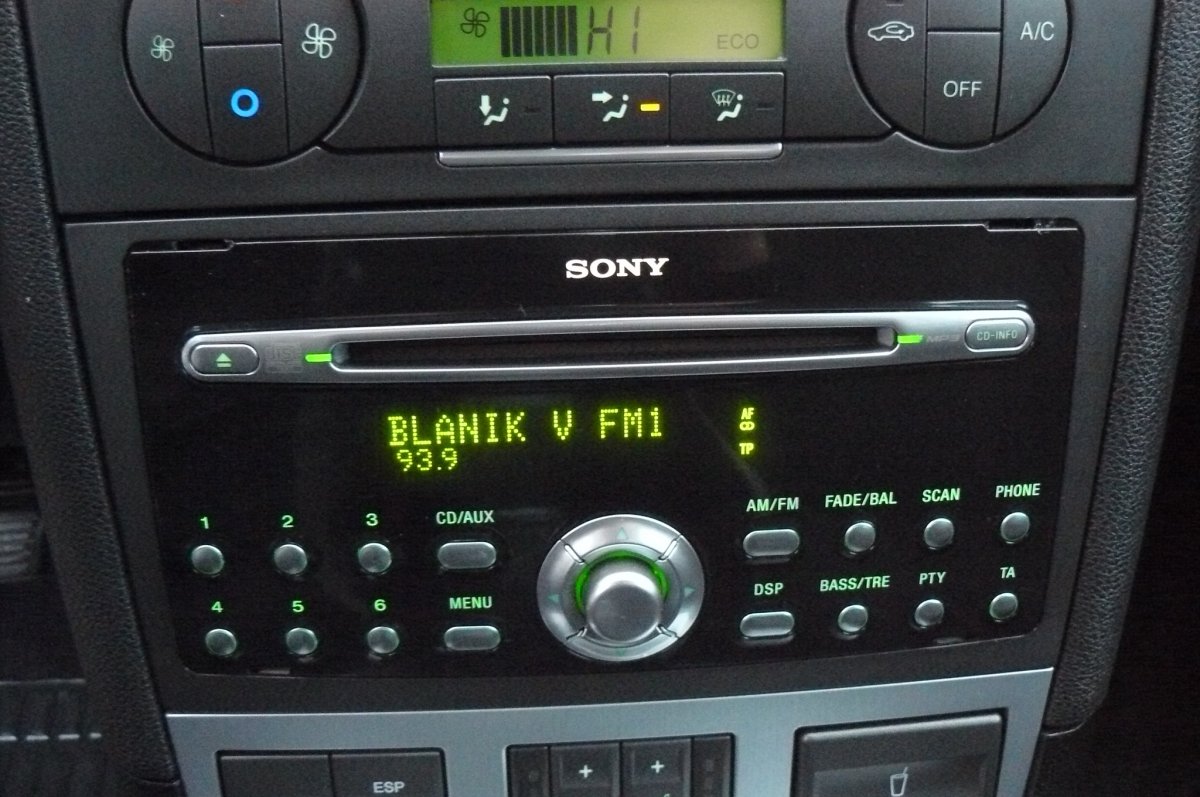 HI
ECO
A/C
OFF
SONY
CD-INFO
BLANIK V FM1
93.9
AF
CD
TP
1 2 3 CD/AUX
AM/FM FADE/BAL SCAN PHONE
4 5 6 MENU
DSP BASS/TRE PTY TA
ESP
+ +